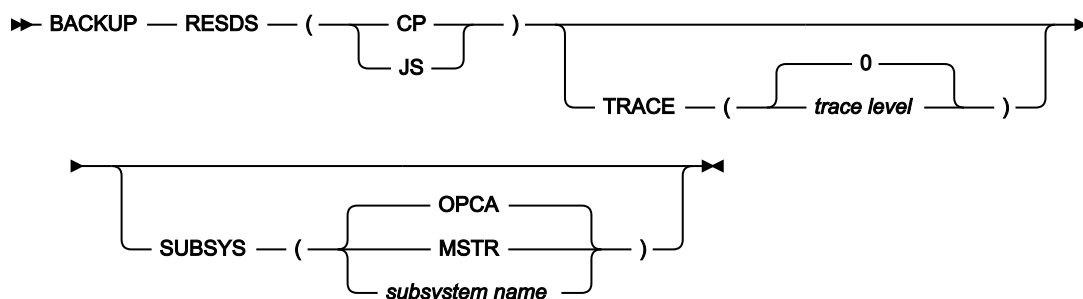 BACKUP RESDS ( CP )
JS
0
TRACE ( trace level )
OPCA
SUBSYS ( MSTR )
subsystem name